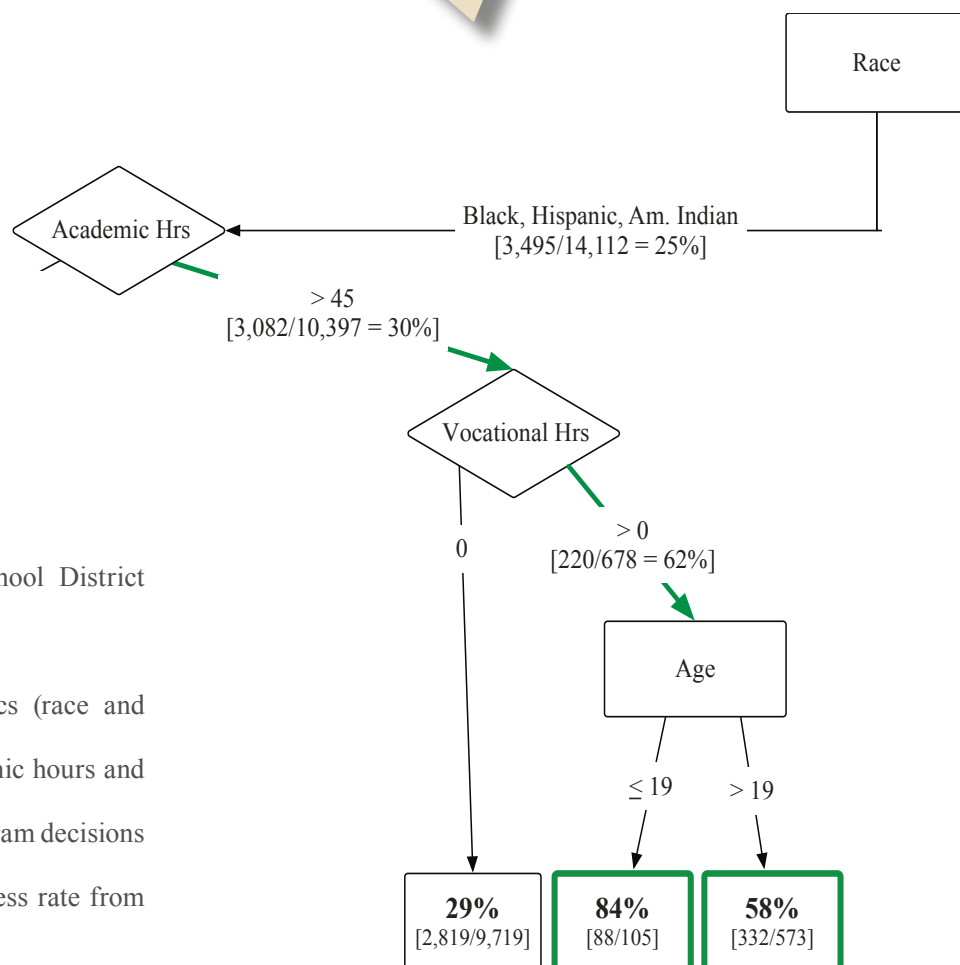 Race
Academic Hrs
Black, Hispanic, Am. Indian
[3,495/14,112 = 25%]
> 45
[3,082/10,397 = 30%]
Vocational Hrs
0
> 0
[220/678 = 62%]
Age
≤ 19
> 19
29%
[2,819/9,719]
84%
[88/105]
58%
[332/573]
hool District
cs (race and
nic hours and
am decisions
ess rate from